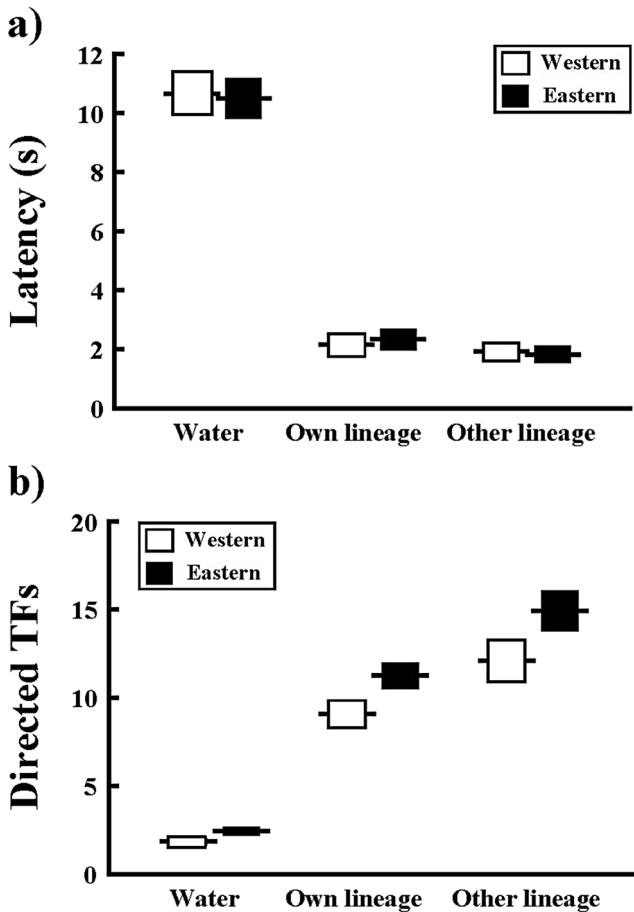 a)
Latency (s)
12
10
8
6
4
2
0
Western
Eastern
Water Own lineage Other lineage
b)
Directed TFs
20
15
10
5
0
Western
Eastern
Water Own lineage Other lineage